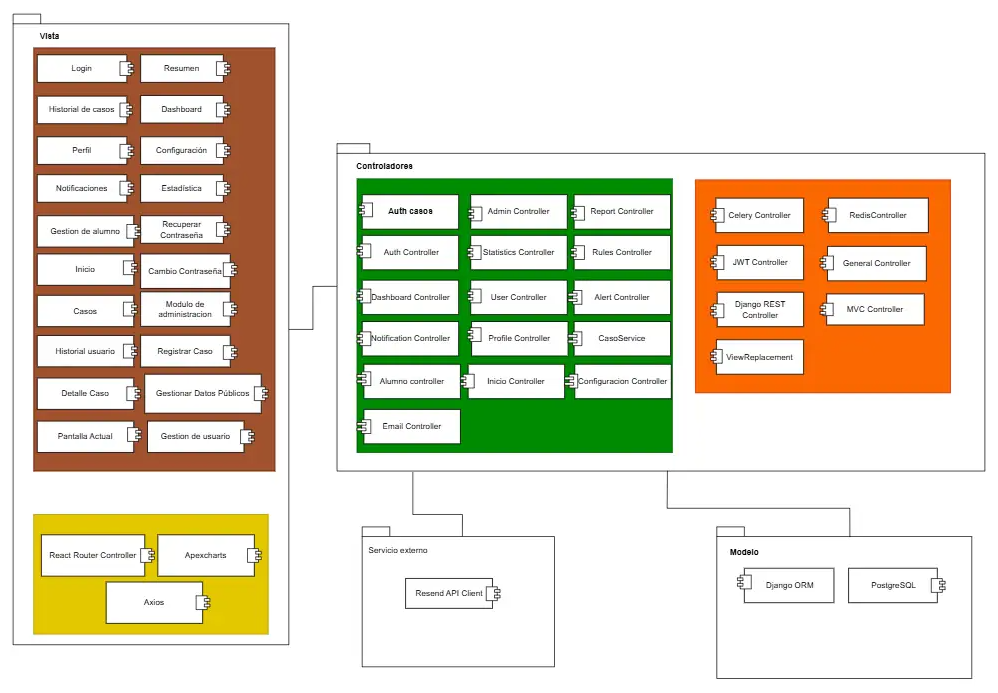 Vista
Login
Resumen
Historial de casos
Dashboard
Perfil
Configuración
Notificaciones
Estadística
Gestion de alumno
Recuperar
Contraseña
Inicio
Cambio Contraseña
Casos
Modulo de
administracion
Historial usuario
Registrar Caso
Detalle Caso
Gestionar Datos Públicos
Pantalla Actual
Gestion de usuario
React Router Controller
Apexcharts
Axios
Controladores
Auth casos
Admin Controller
Report Controller
Auth Controller
Statistics Controller
Rules Controller
Dashboard Controller
User Controller
Alert Controller
Notification Controller
Profile Controller
CasoService
Alumno controller
Inicio Controller
Configuracion Controller
Email Controller
Celery Controller
RedisController
JWT Controller
General Controller
Django REST
Controller
MVC Controller
ViewReplacement
Servicio externo
Resend API Client
Modelo
Django ORM
PostgreSQL